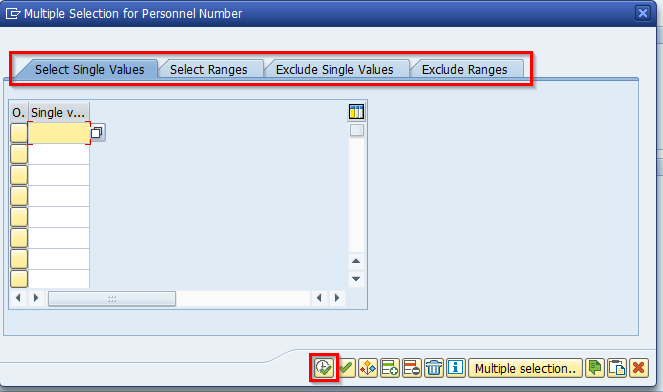 Multiple Selection for Personnel Number
Select Single Values Select Ranges Exclude Single Values Exclude Ranges
O. Single v...
Multiple selection..